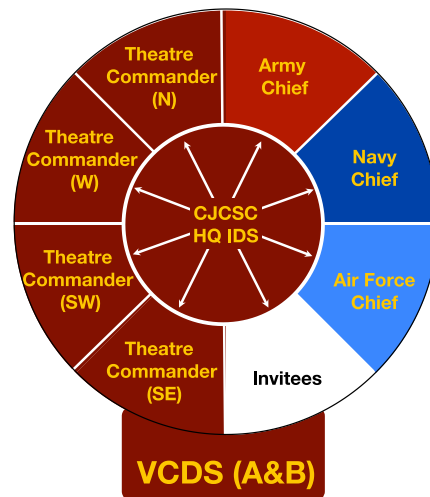 Theatre
Commander
(N)
Army
Chief
Theatre
Commander
(W)
Navy
Chief
CJCSC
HQ IDS
Theatre
Commander
(SW)
Air Force
Chief
Theatre
Commander
(SE)
Invitees
VCDS (A&B)